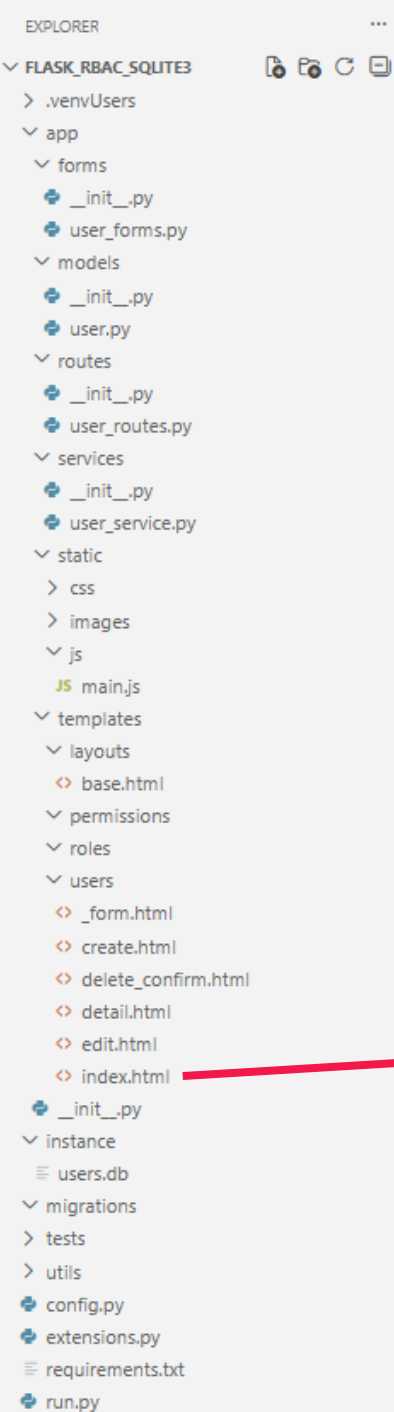 EXPLORER
FLASK_RBAC_SQLITE3
.venvUsers
app
forms
__init__.py
user_forms.py
models
__init__.py
user.py
routes
__init__.py
user_routes.py
services
__init__.py
user_service.py
static
css
images
js
JS main.js
templates
layouts
<> base.html
permissions
roles
users
<> _form.html
<> create.html
<> delete_confirm.html
<> detail.html
<> edit.html
<> index.html
__init__.py
instance
users.db
migrations
tests
utils
config.py
extensions.py
requirements.txt
run.py